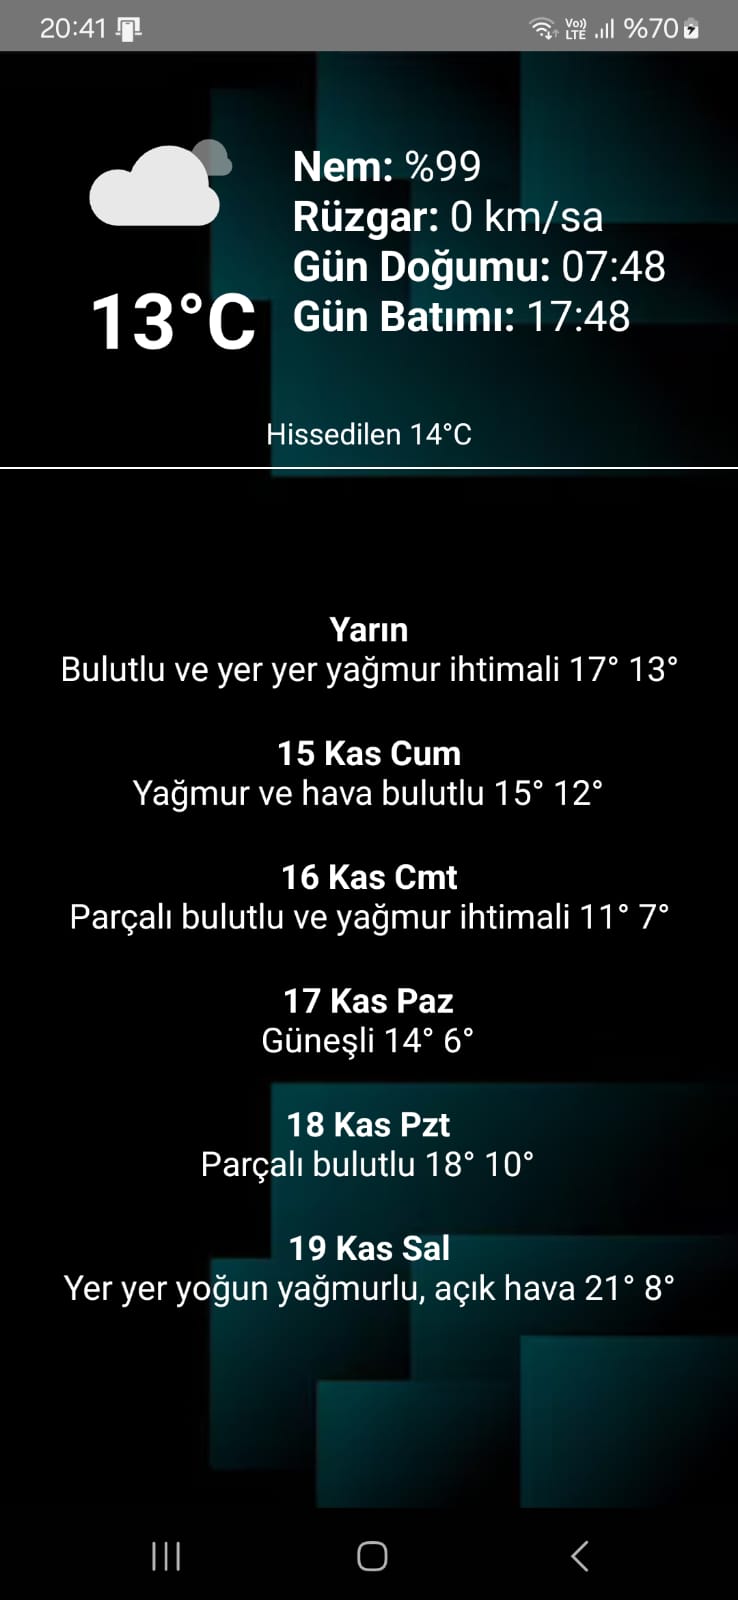 20:41 Vo)) LTE %70
Nem: %99
Rüzgar: 0 km/sa
Gün Doğumu: 07:48
13°C Gün Batımı: 17:48
Hissedilen 14°C
Yarın
Bulutlu ve yer yer yağmur ihtimali 17° 13°
15 Kas Cum
Yağmur ve hava bulutlu 15° 12°
16 Kas Cmt
Parçalı bulutlu ve yağmur ihtimali 11° 7°
17 Kas Paz
Güneşli 14° 6°
18 Kas Pzt
Parçalı bulutlu 18° 10°
19 Kas Sal
Yer yer yoğun yağmurlu, açık hava 21° 8°